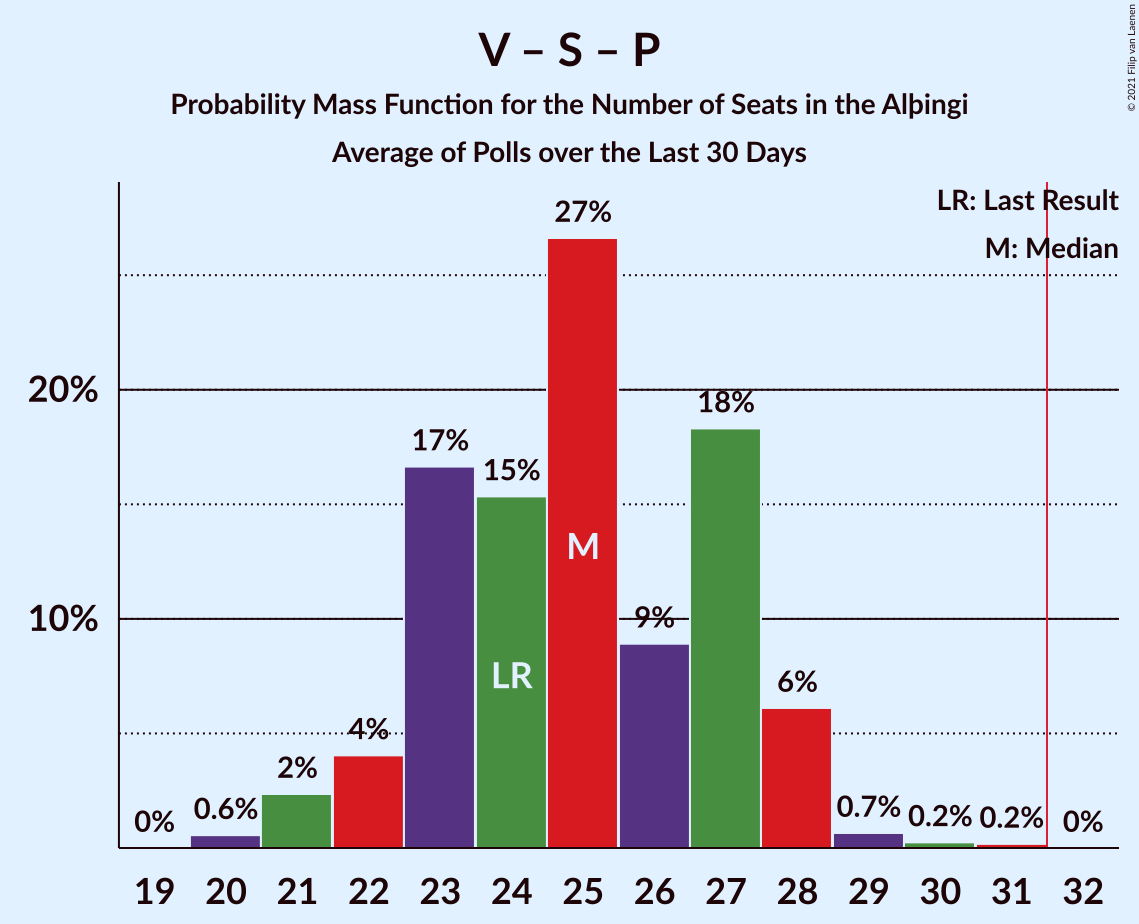 V – S – P
Probability Mass Function for the Number of Seats in the Alþingi
Average of Polls over the Last 30 Days
© 2021 Filip van Laenen
LR: Last Result
M: Median
27%
20%
18%
17%
15%
M
10%
9%
LR
6%
4%
2%
0% 0.6% 0.7% 0.2% 0.2% 0%
19 20 21 22 23 24 25 26 27 28 29 30 31 32